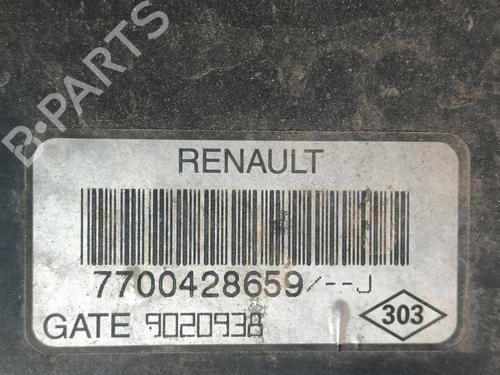 B-PARTS
RENAULT
7700428659/--J
GATE 9020938
303